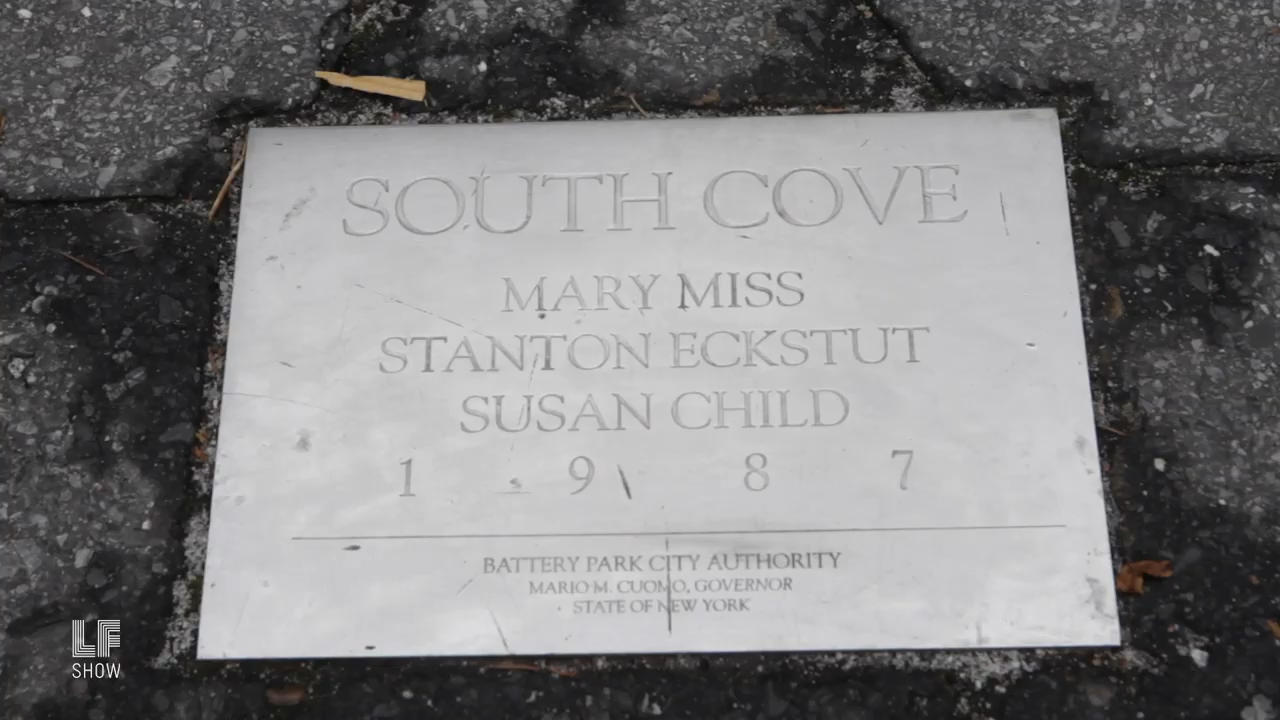 SOUTH COVE
MARY MISS
STANTON ECKSTUT
SUSAN CHILD
1 9 8 7
BATTERY PARK CITY AUTHORITY
MARIO M. CUOMO, GOVERNOR
STATE OF NEW YORK
LF
SHOW